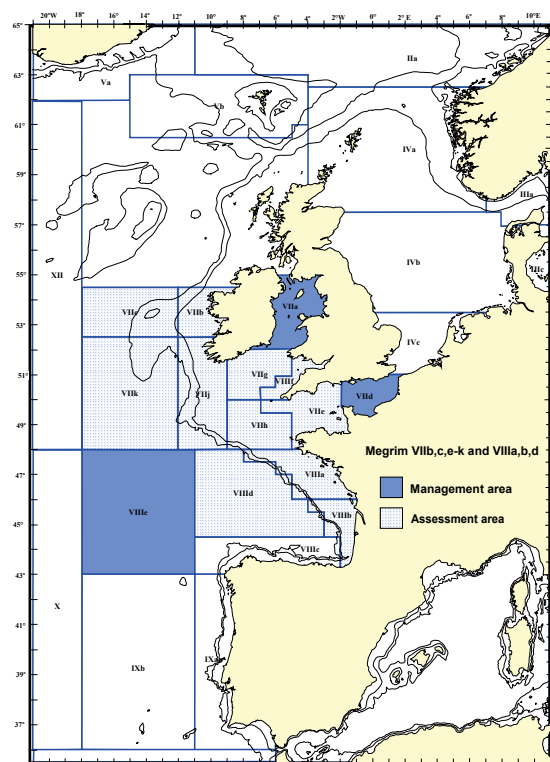 20°W 18° 16° 14° 12° 10° 8° 6° 4° 2°W 0° 2° 4° 6° 8° 10°E
65°
63°
61°
59°
57°
55°
53°
51°
49°
47°
45°
43°
41°
39°
37°
Va
IIa
Vb
IVa
IIIa
XII
IVb
IIIc
VIIa
VIIc
VIIb
IVc
VIIg
VIIf
VIIk
VIIj
VIIe
VIId
VIIh
Megrim VIIb,c,e-k and VIIIa,b,d
VIIIa
Management area
VIIId
VIIIe
VIIIb
Assessment area
VIIIc
X
IXb
IXa